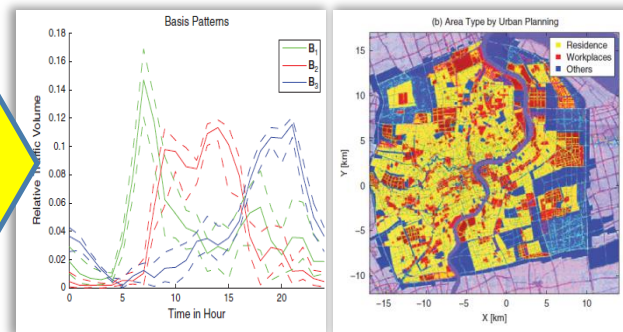 Basis Patterns
B1
B2
B3
Relative Traffic Volume
0.18
0.16
0.14
0.12
0.1
0.08
0.06
0.04
0.02
0
0
5
10
15
20
Time in Hour
(b) Area Type by Urban Planning
Residence
Workplaces
Others
Y [km]
15
10
5
0
−5
−10
−15
−10
−5
0
5
10
X [km]